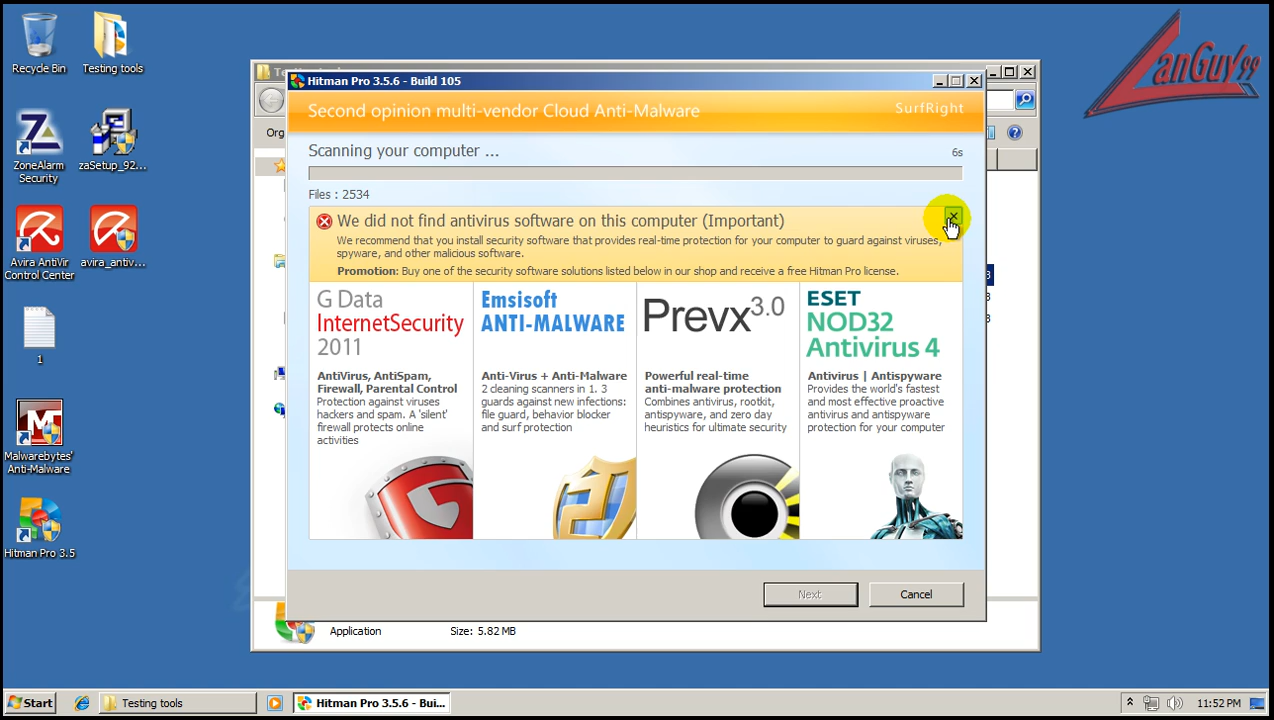 Recycle Bin
Testing tools
ZoneAlarm
Security
zaSetup_92...
Avira AntiVir
Control Center
avira_antiv...
1
Malwarebytes'
Anti-Malware
Hitman Pro 3.5
anGuy99
Hitman Pro 3.5.6 - Build 105
Org
Second opinion multi-vendor Cloud Anti-Malware
SurfRight
Scanning your computer ...
6s
Files : 2534
We did not find antivirus software on this computer (Important)
We recommend that you install security software that provides real-time protection for your computer to guard against viruses,
spyware, and other malicious software.
Promotion: Buy one of the security software solutions listed below in our shop and receive a free Hitman Pro license.
G Data
InternetSecurity
2011
AntiVirus, AntiSpam,
Firewall, Parental Control
Protection against viruses
hackers and spam. A 'silent'
firewall protects online
activities
Emsisoft
ANTI-MALWARE
Anti-Virus + Anti-Malware
2 cleaning scanners in 1. 3
guards against new infections:
file guard, behavior blocker
and surf protection
Prevx3.0
Powerful real-time
anti-malware protection
Combines antivirus, rootkit,
antispyware, and zero day
heuristics for ultimate security
ESET
NOD32
Antivirus 4
Antivirus | Antispyware
Provides the world's fastest
and most effective proactive
antivirus and antispyware
protection for your computer
Next
Cancel
Application
Size: 5.82 MB
Start
Testing tools
Hitman Pro 3.5.6 - Bui...
11:52 PM